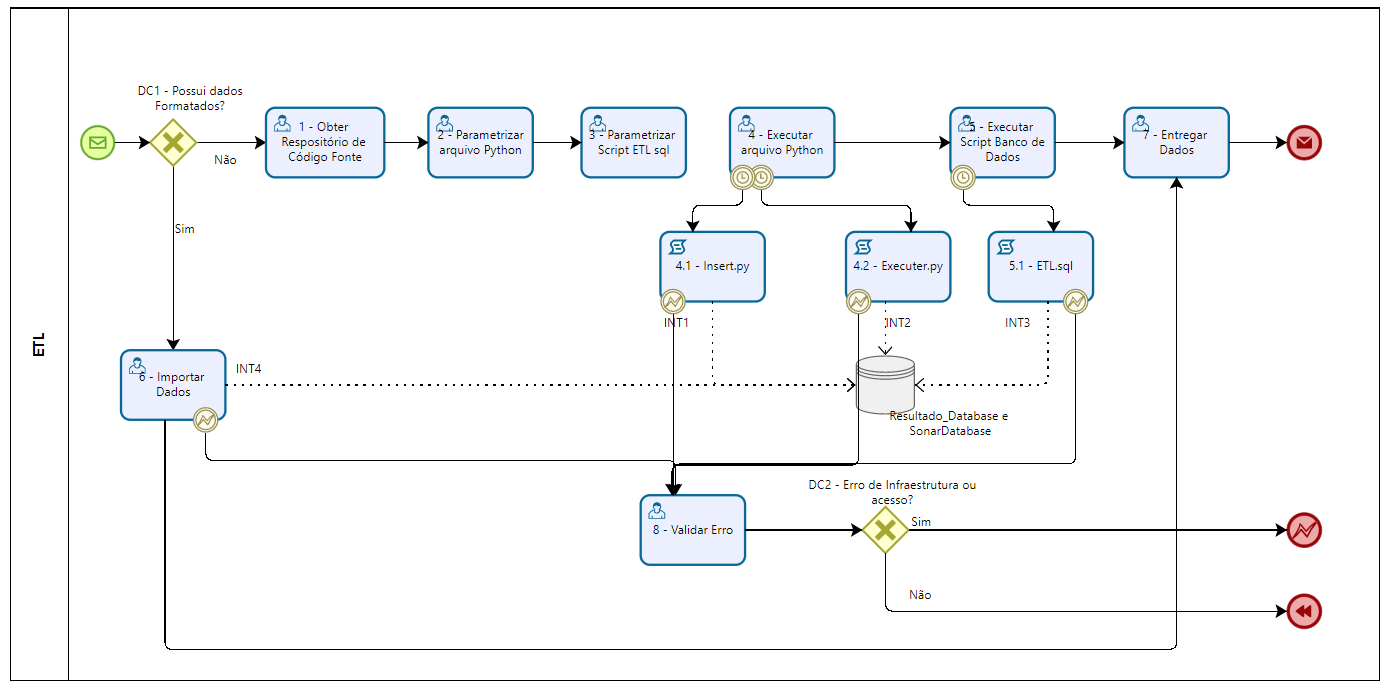 ETL
DC1 - Possui dados
Formatados?
Não
Sim
1 - Obter
Respositório de
Código Fonte
2 - Parametrizar
arquivo Python
3 - Parametrizar
Script ETL sql
4 - Executar
arquivo Python
5 - Executar
Script Banco de
Dados
7 - Entregar
Dados
4.1 - Insert.py
4.2 - Executer.py
5.1 - ETL.sql
INT1
INT2
INT3
6 - Importar
Dados
INT4
Resultado_Database e
SonarDatabase
8 - Validar Erro
DC2 - Erro de Infraestrutura ou
acesso?
Sim
Não